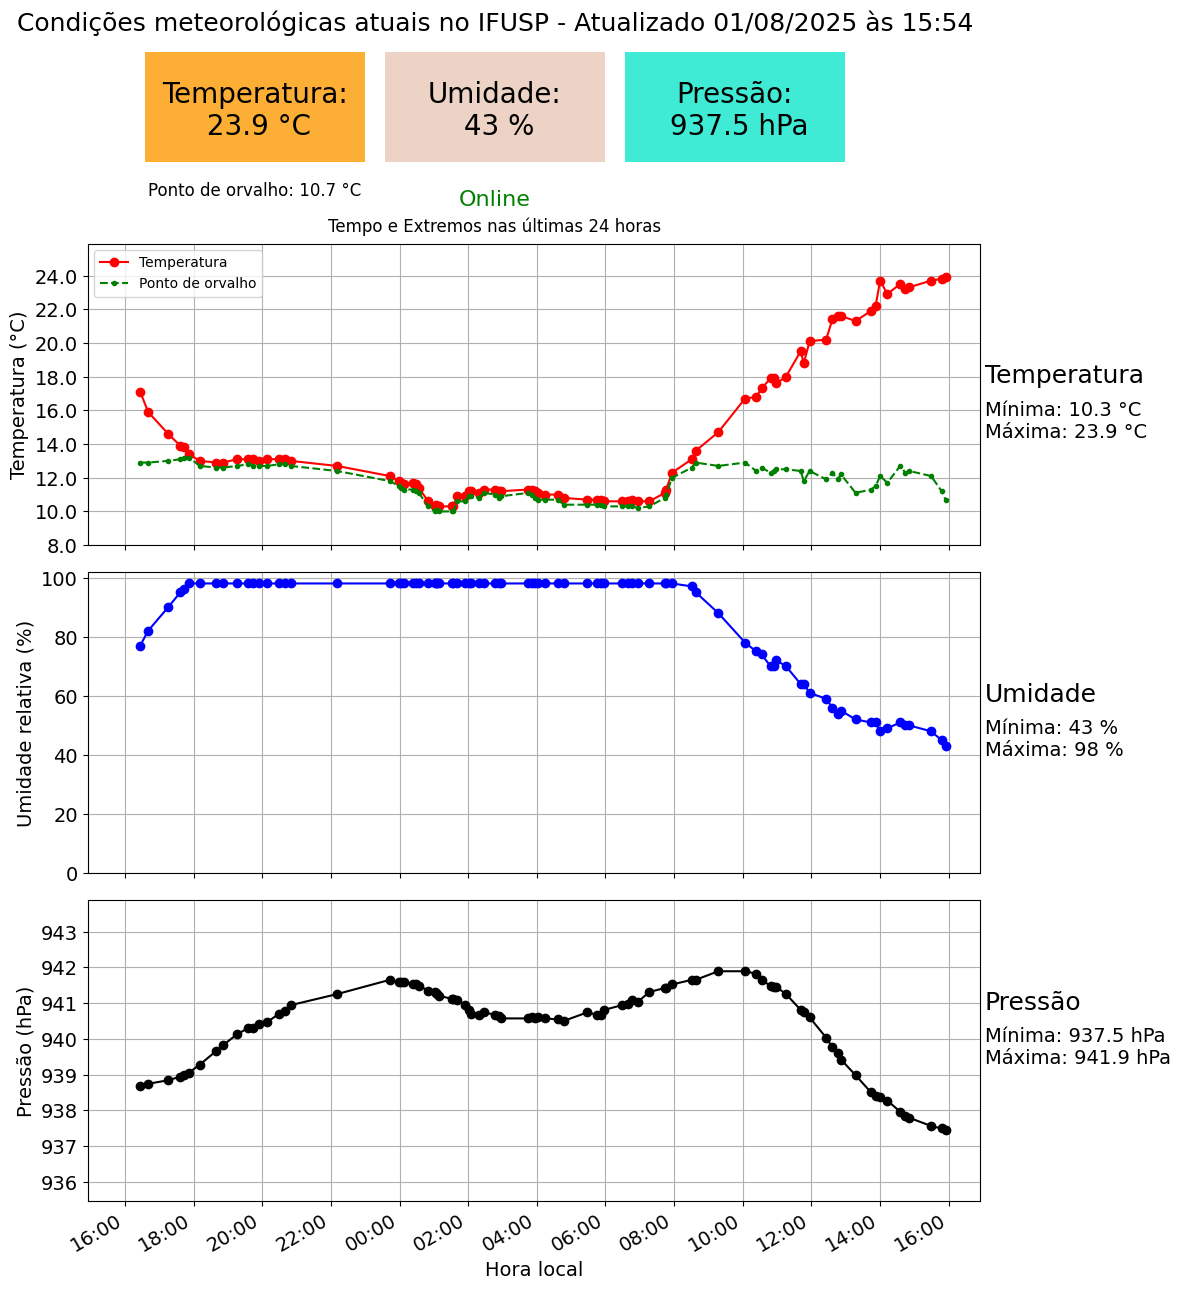 Condições meteorológicas atuais no IFUSP - Atualizado 01/08/2025 às 15:54
Temperatura:
23.9 °C
Umidade:
43 %
Pressão:
937.5 hPa
Ponto de orvalho: 10.7 °C
Online
Tempo e Extremos nas últimas 24 horas
Temperatura
Ponto de orvalho
Temperatura (°C)
24.0
22.0
20.0
18.0
16.0
14.0
12.0
10.0
8.0
Temperatura
Mínima: 10.3 °C
Máxima: 23.9 °C
Umidade relativa (%)
100
80
60
40
20
0
Umidade
Mínima: 43 %
Máxima: 98 %
Pressão (hPa)
943
942
941
940
939
938
937
936
Pressão
Mínima: 937.5 hPa
Máxima: 941.9 hPa
16:00
18:00
20:00
22:00
00:00
02:00
04:00
06:00
08:00
10:00
12:00
14:00
16:00
Hora local